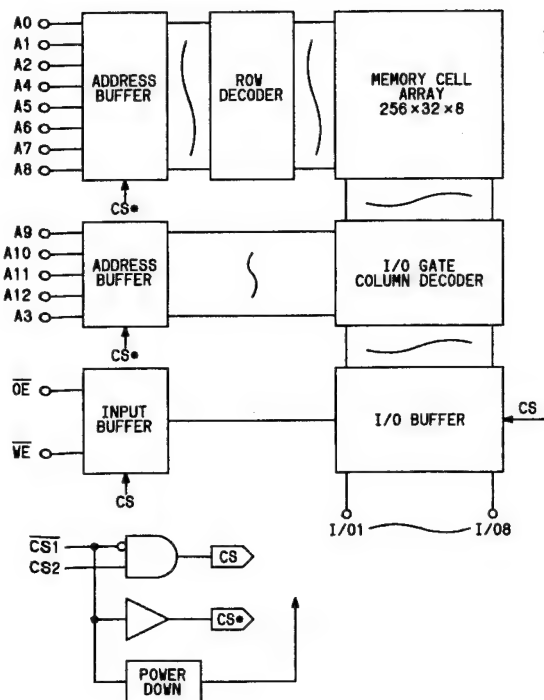 A0
A1
A2
A4
A5
A6
A7
A8
ADDRESS
BUFFER
ROW
DECODER
MEMORY CELL
ARRAY
256×32×8
CS*
A9
A10
A11
A12
A3
ADDRESS
BUFFER
I/O GATE
COLUMN DECODER
CS*
OE
WE
INPUT
BUFFER
I/O BUFFER
CS
CS
I/O1
I/O8
CS1
CS2
CS
CS*
POWER
DOWN